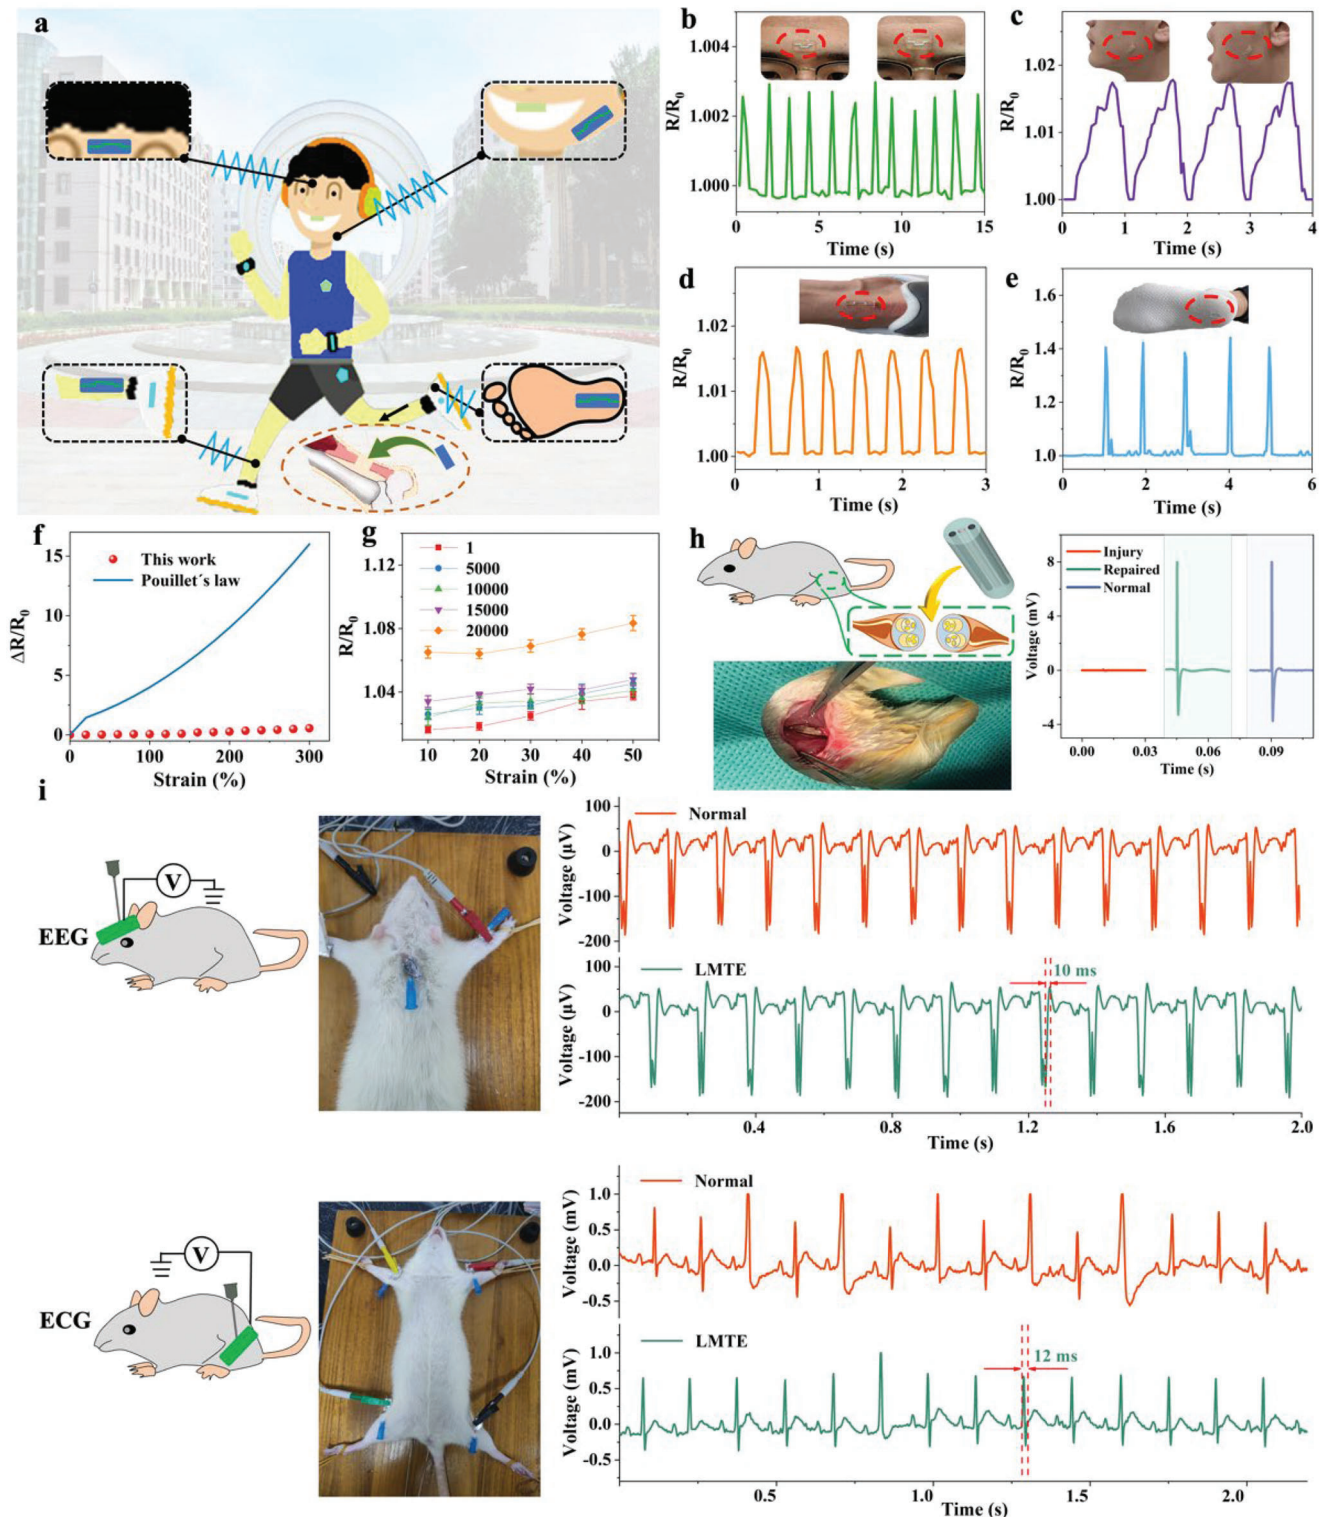 a
b
R/R0
1.004
1.002
1.000
0 5 10 15
Time (s)
c
R/R0
1.02
1.01
1.00
0 1 2 3 4
Time (s)
d
R/R0
1.02
1.01
1.00
0 1 2 3
Time (s)
e
R/R0
1.6
1.4
1.2
1.0
0 2 4 6
Time (s)
f
ΔR/R0
15
10
5
0
This work
Pouillet´s law
0 100 200 300
Strain (%)
g
R/R0
1.12
1.08
1.04
1
5000
10000
15000
20000
10 20 30 40 50
Strain (%)
h
Voltage (mV)
8
4
0
-4
Injury
Repaired
Normal
0.00 0.03 0.06 0.09
Time (s)
i
EEG
V
Normal
Voltage (μV)
100
0
-100
-200
LMTE
10 ms
Voltage (μV)
100
0
-100
-200
0.4 0.8 1.2 1.6 2.0
Time (s)
ECG
V
Normal
Voltage (mV)
1.0
0.5
0.0
-0.5
LMTE
12 ms
Voltage (mV)
1.0
0.5
0.0
-0.5
0.5 1.0 1.5 2.0
Time (s)